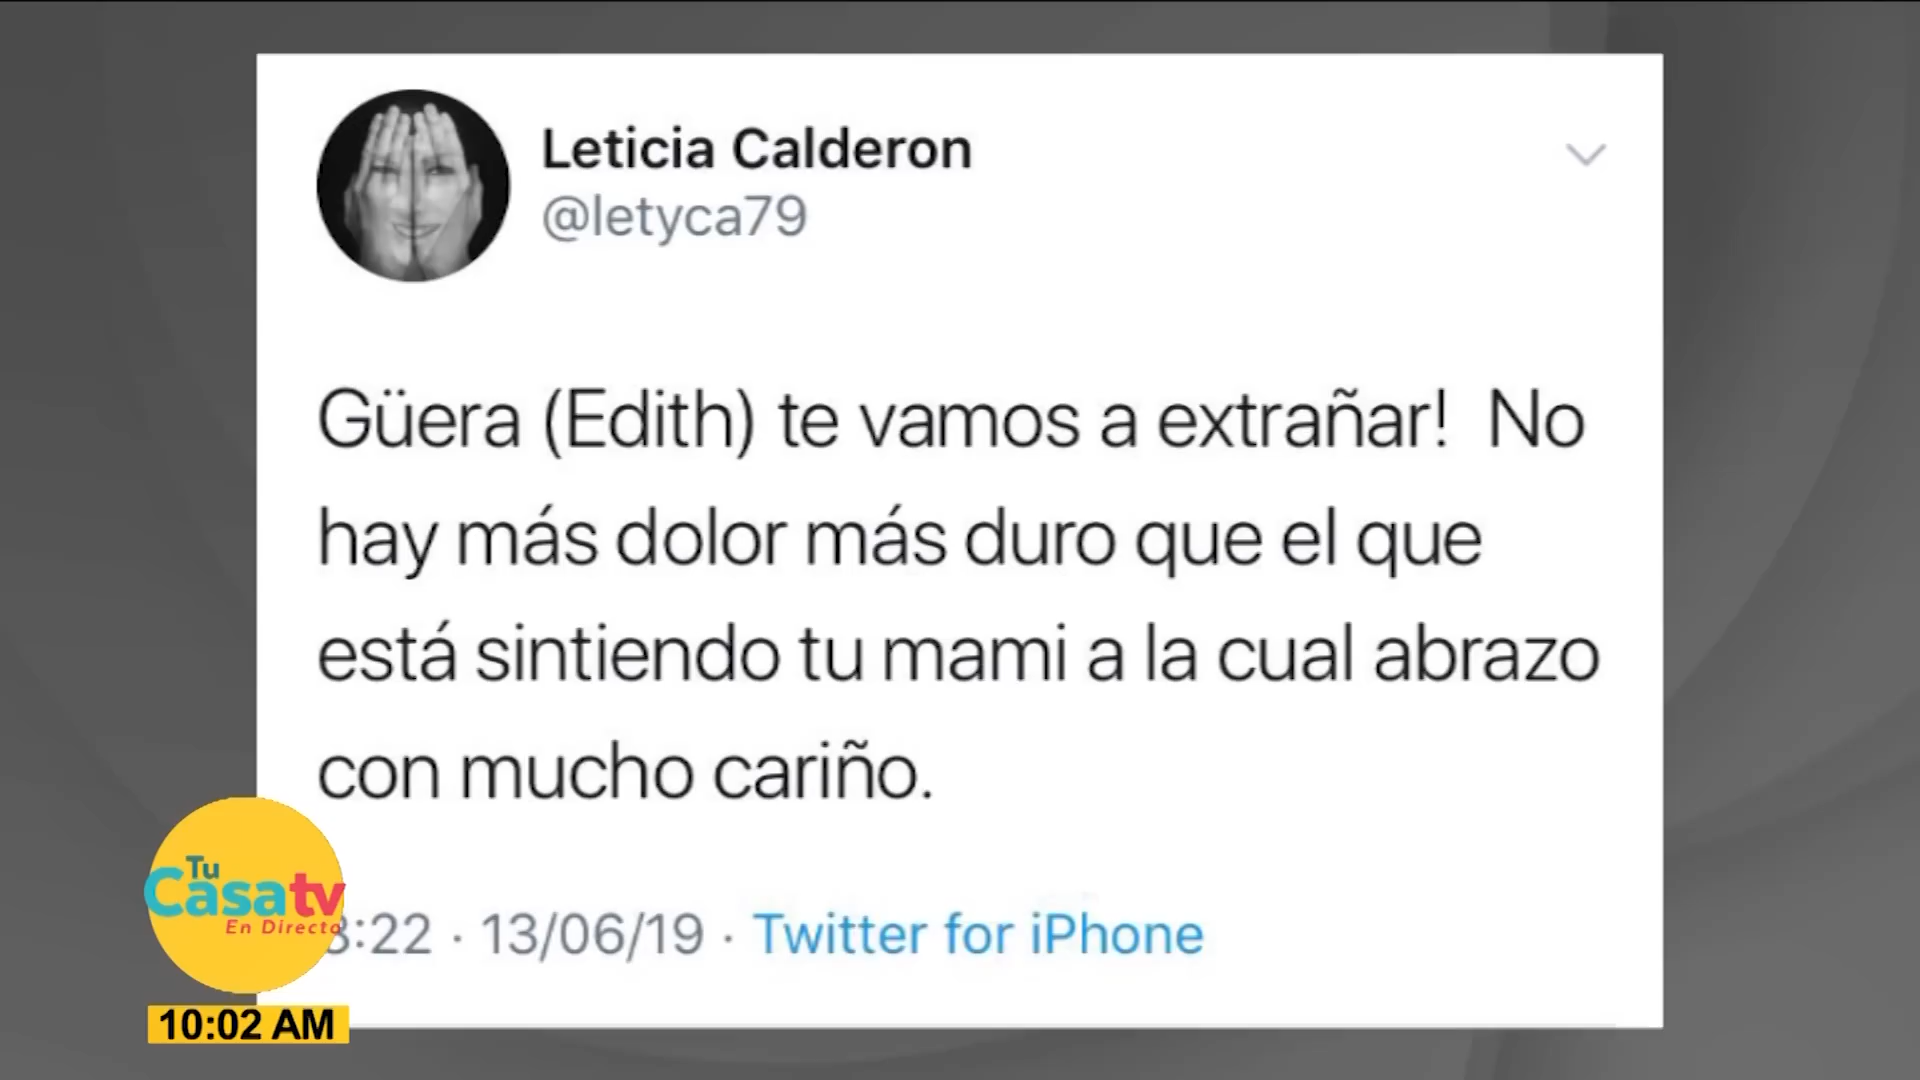 Leticia Calderon
@letyca79
Güera (Edith) te vamos a extrañar!  No
hay más dolor más duro que el que
está sintiendo tu mami a la cual abrazo
con mucho cariño.
:22 · 13/06/19 · Twitter for iPhone
Tu
Casatv
En Directo
10:02 AM